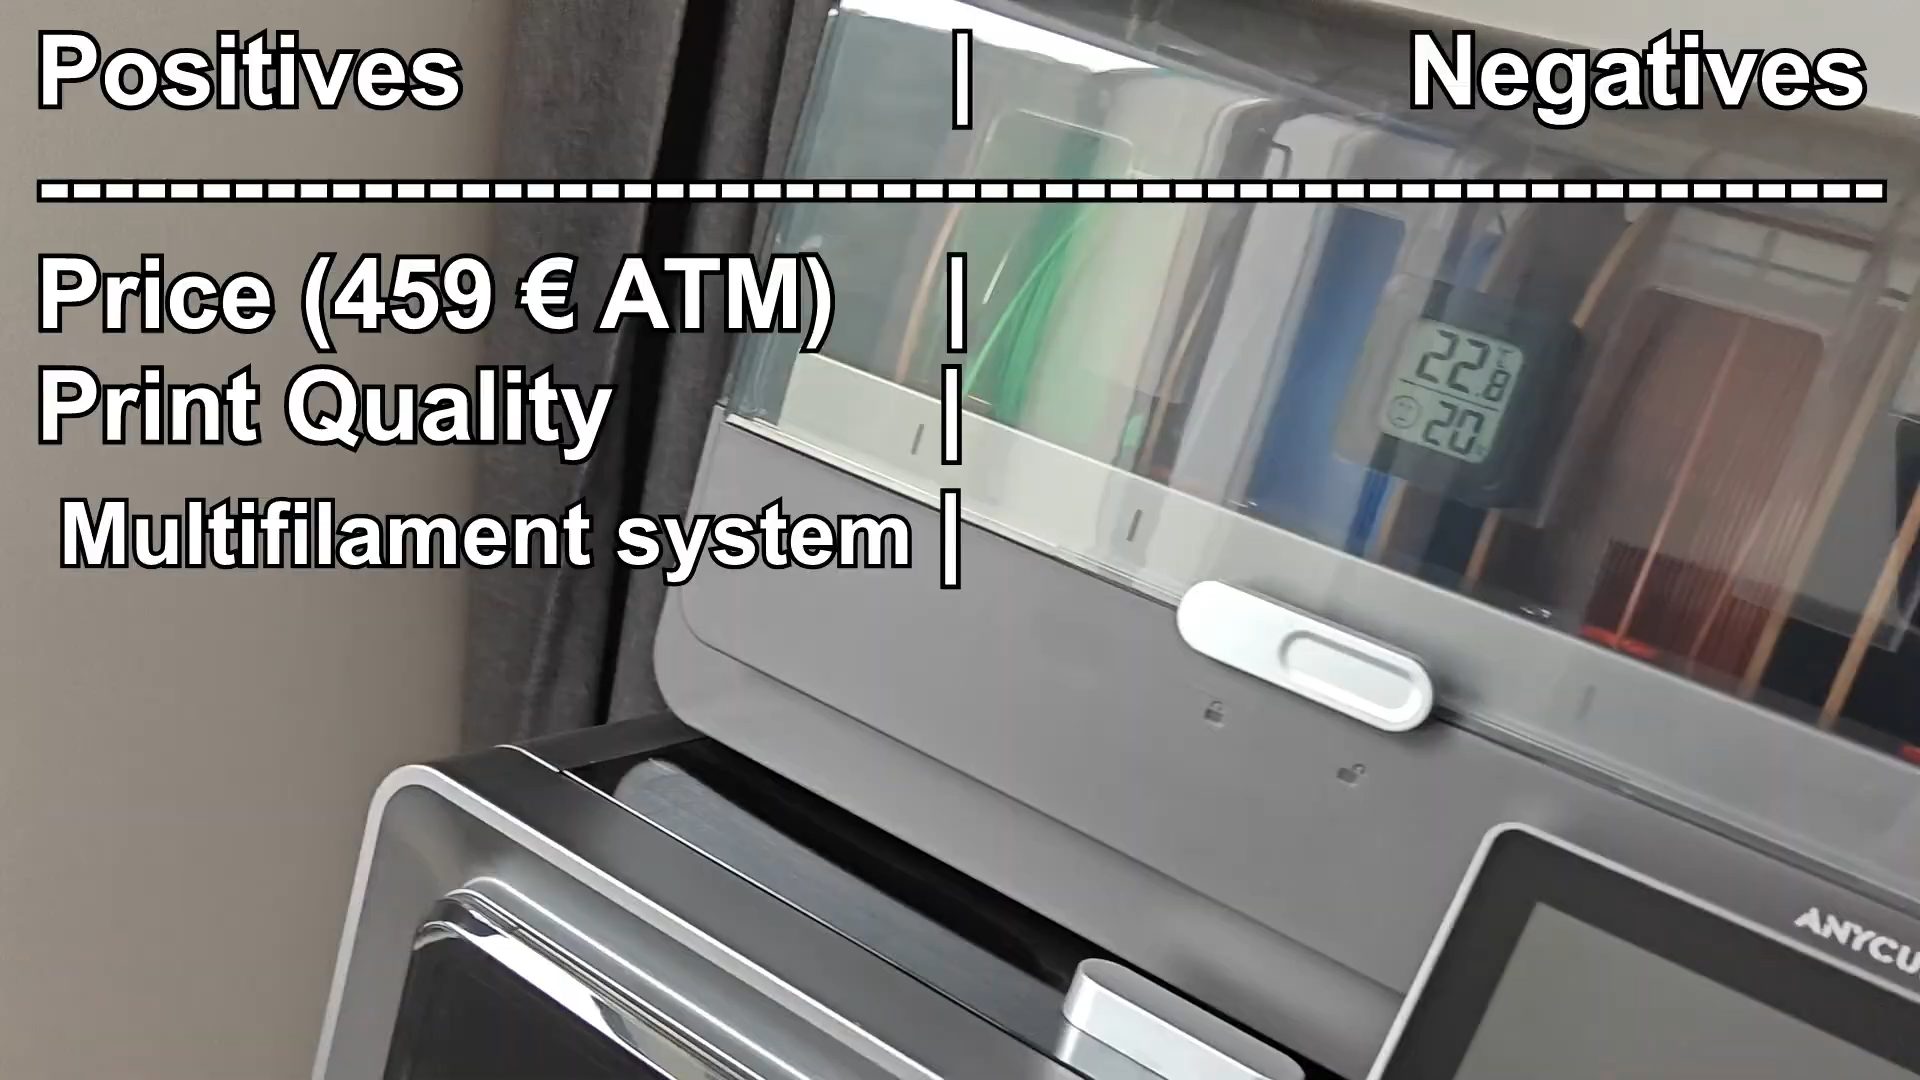 Positives | Negatives
--------------------------------------------------------
Price (459 € ATM) |
Print Quality |
Multifilament system |
22.8
20
ANYCU